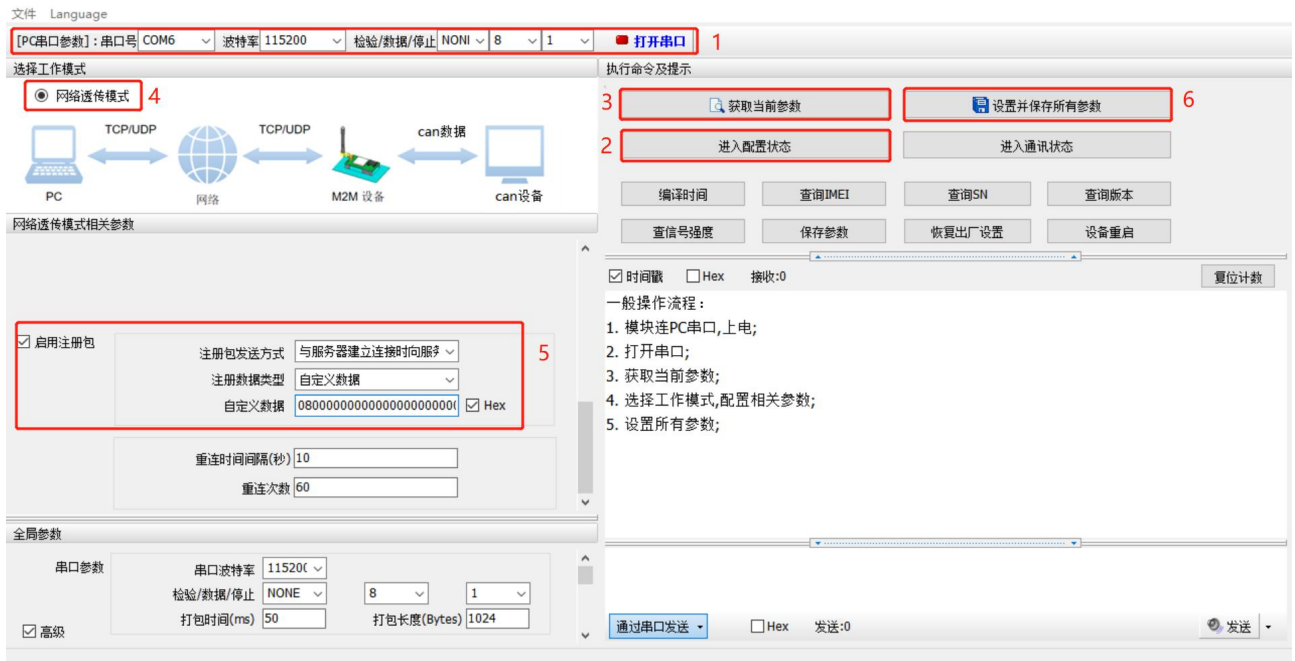 文件 Language
[PC串口参数]:串口号 COM6 波特率 115200 检验/数据/停止 NONI 8 1 打开串口 1
选择工作模式
网络透传模式 4
TCP/UDP TCP/UDP can数据
PC 网络 M2M 设备 can设备
网络透传模式相关参数
启用注册包
注册包发送方式 与服务器建立连接时向服务
注册数据类型 自定义数据
自定义数据 Hex
5
重连时间间隔(秒) 10
重连次数 60
全局参数
串口参数
串口波特率 115200
检验/数据/停止 NONE 8 1
打包时间(ms) 50 打包长度(Bytes) 1024
高级
执行命令及提示
3 获取当前参数 设置并保存所有参数 6
2 进入配置状态 进入通讯状态
编译时间 查询IMEI 查询SN 查询版本
查信号强度 保存参数 恢复出厂设置 设备重启
时间戳 Hex 接收:0 复位计数
一般操作流程:
1. 模块连PC串口,上电;
2. 打开串口;
3. 获取当前参数;
4. 选择工作模式,配置相关参数;
5. 设置所有参数;
通过串口发送 Hex 发送:0 发送